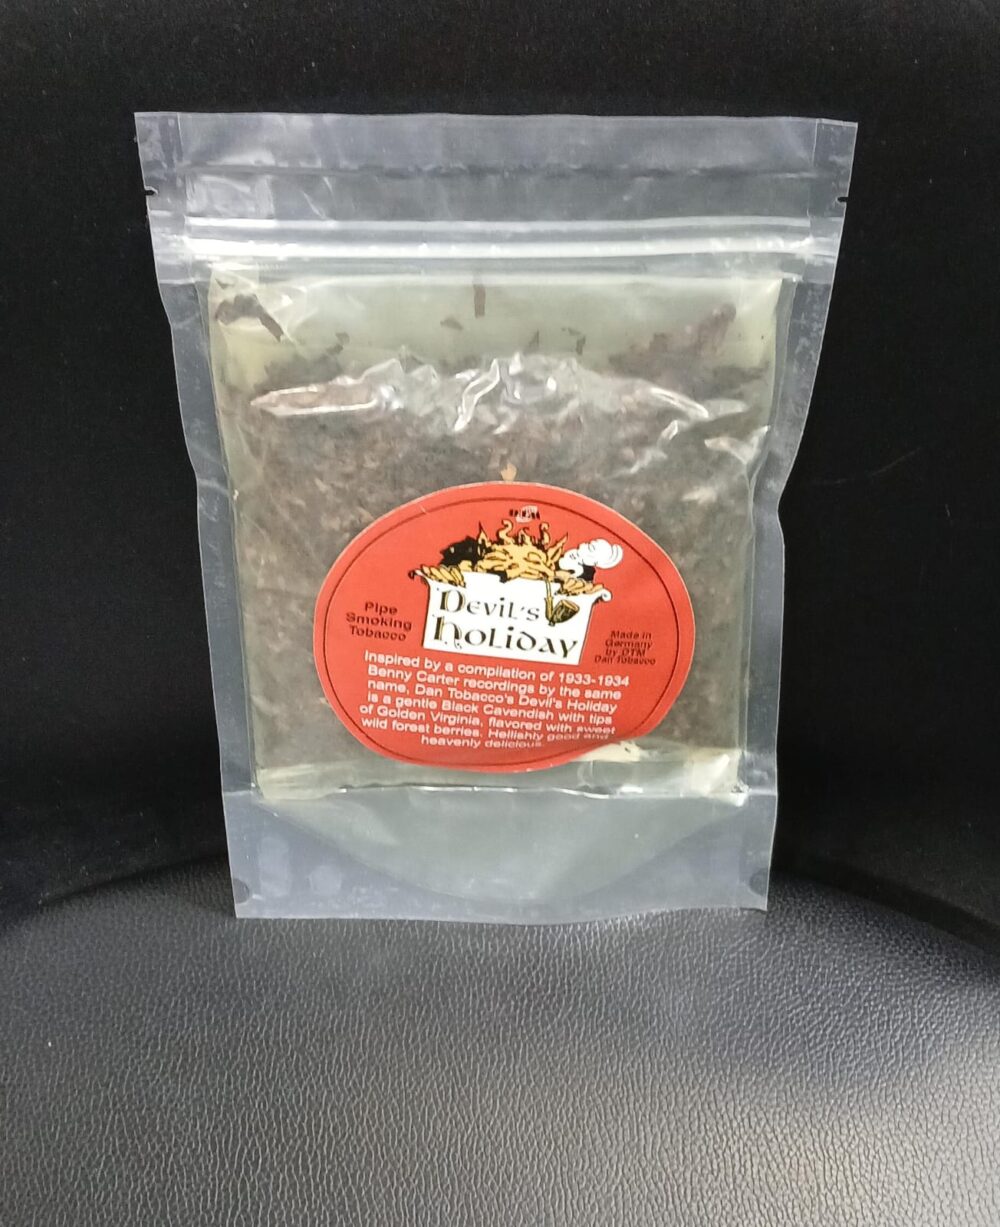 DTM
DEVIL'S
HOLIDAY
Pipe
Smoking
Tobacco
Made in
Germany
by DTM
Dan Tobacco
Inspired by a compilation of 1933-1934
Benny Carter recordings by the same
name, Dan Tobacco's Devil's Holiday
is a gentle Black Cavendish with tips
of Golden Virginia, flavored with sweet
wild forest berries. Hellishly good and
heavenly delicious.